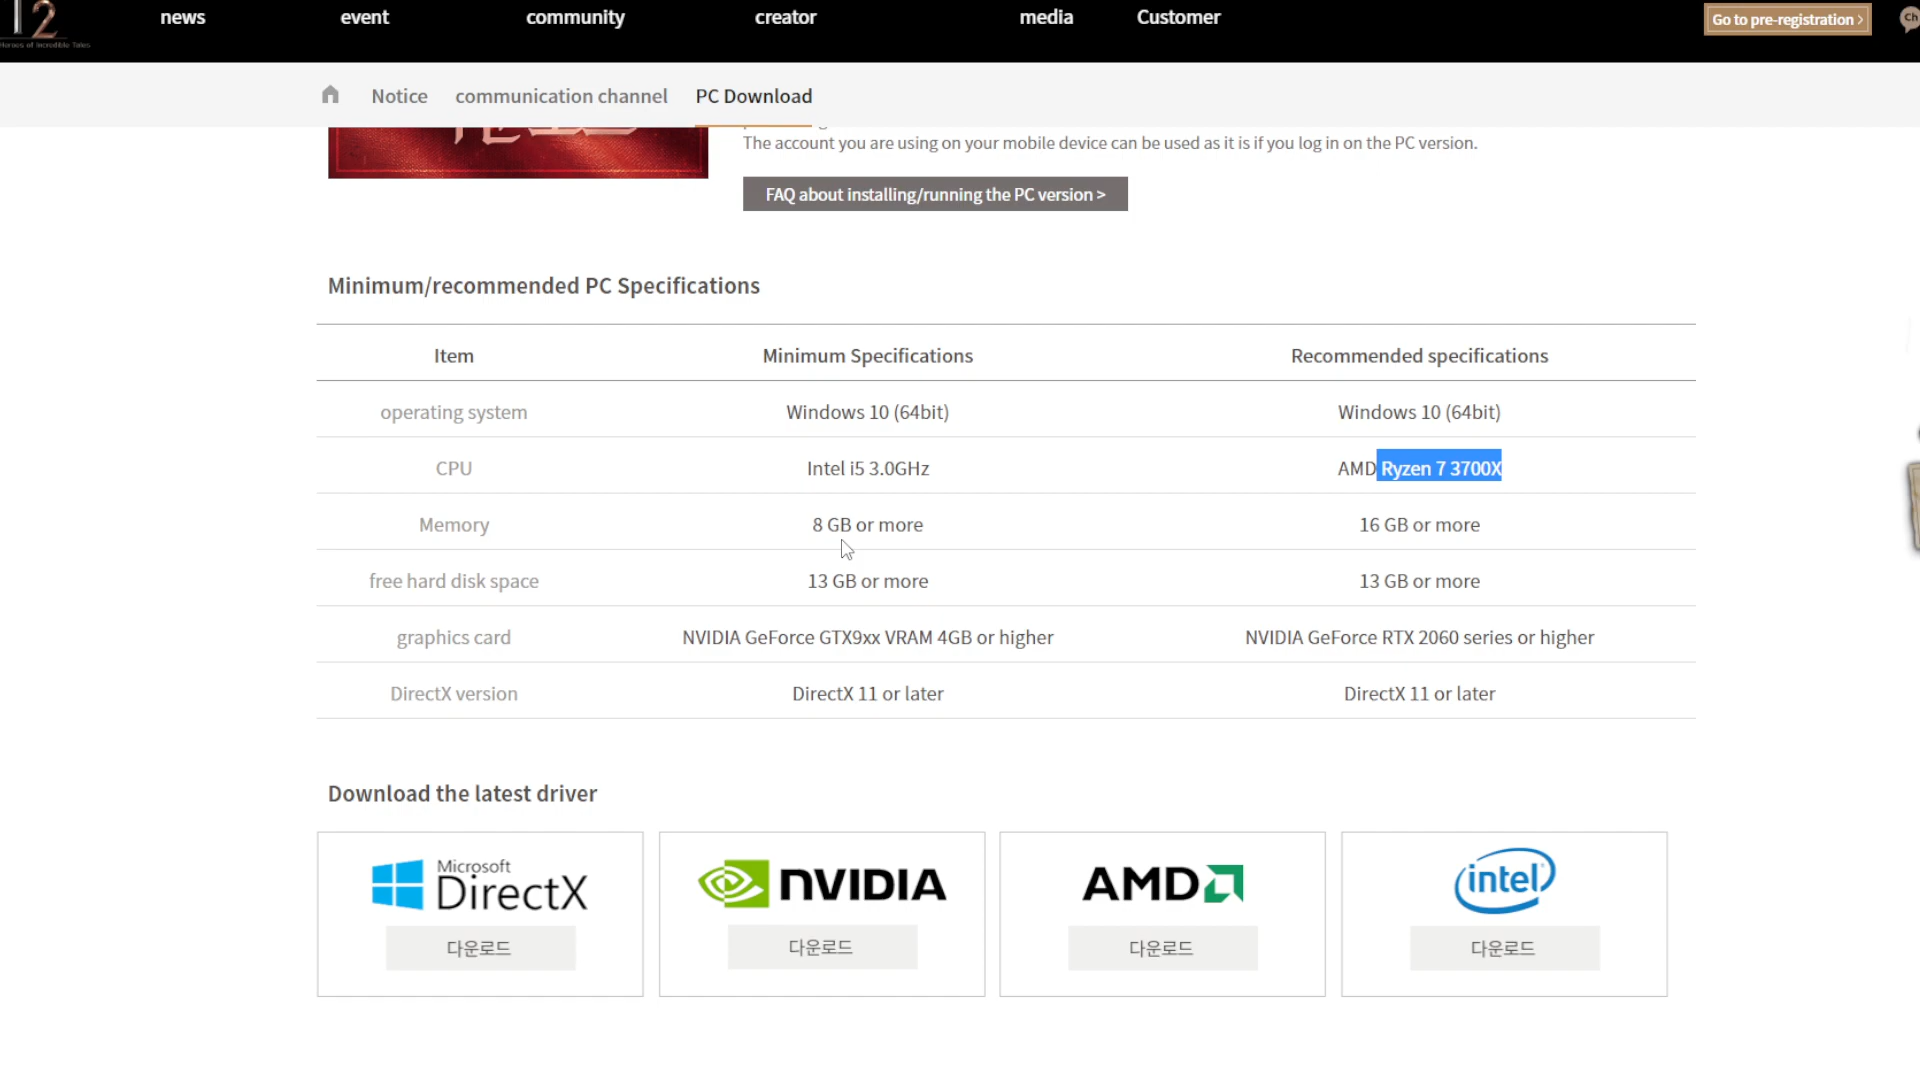 12
Heroes of Incredible Tales
news event community creator media Customer Go to pre-registration > Ch
Notice communication channel PC Download
The account you are using on your mobile device can be used as it is if you log in on the PC version.
FAQ about installing/running the PC version >
Minimum/recommended PC Specifications
Item Minimum Specifications Recommended specifications
operating system Windows 10 (64bit) Windows 10 (64bit)
CPU Intel i5 3.0GHz AMD Ryzen 7 3700X
Memory 8 GB or more 16 GB or more
free hard disk space 13 GB or more 13 GB or more
graphics card NVIDIA GeForce GTX9xx VRAM 4GB or higher NVIDIA GeForce RTX 2060 series or higher
DirectX version DirectX 11 or later DirectX 11 or later
Download the latest driver
Microsoft
DirectX NVIDIA AMD intel
다운로드 다운로드 다운로드 다운로드